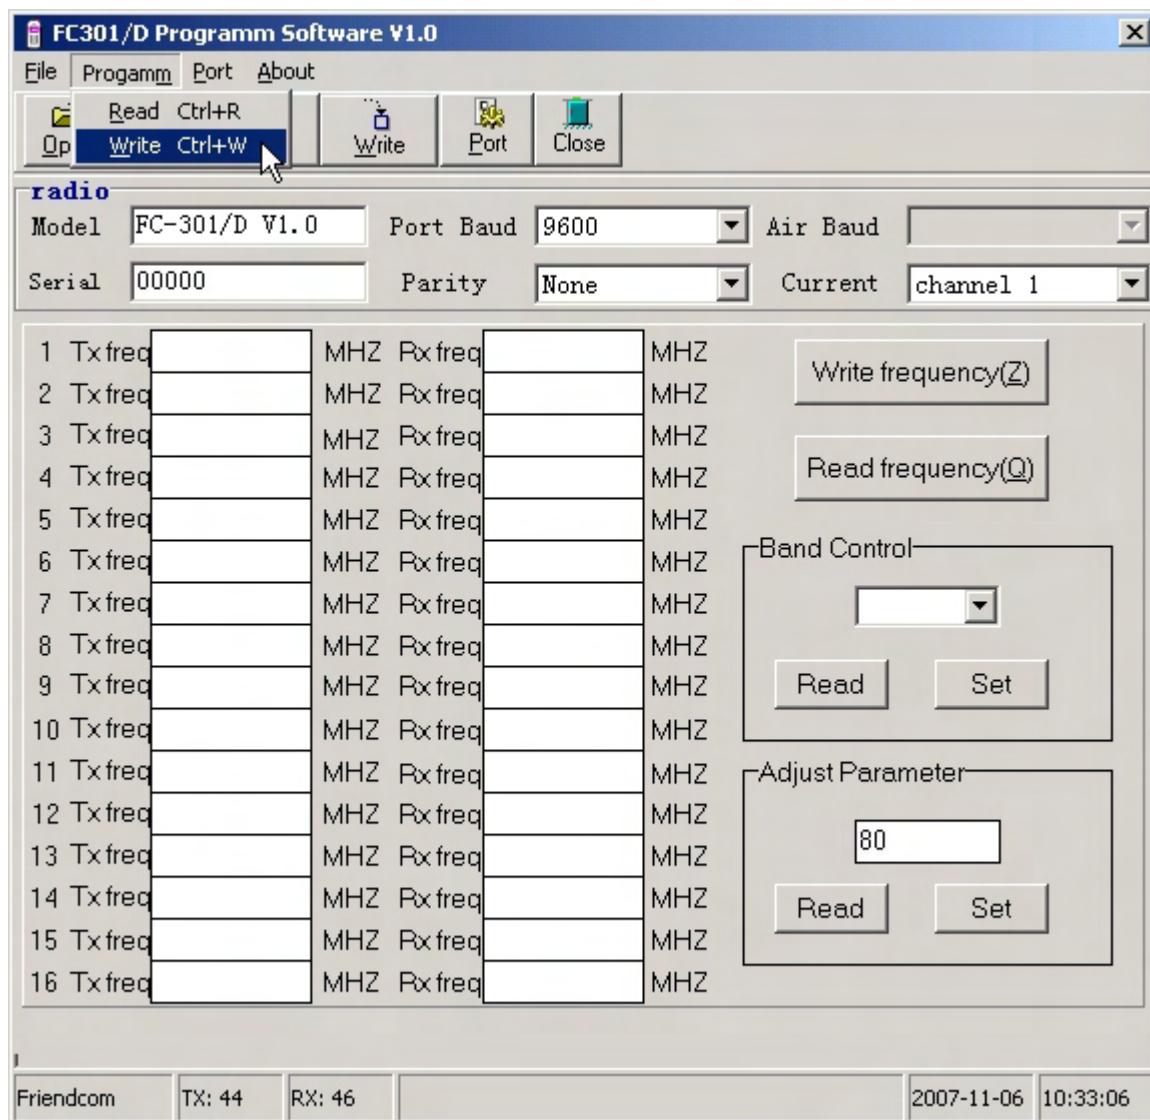 FC301/D Programm Software V1.0
File Progamm Port About
Read Ctrl+R
Write Ctrl+W
Op Write Port Close
radio
Model FC-301/D V1.0 Port Baud 9600 Air Baud
Serial 00000 Parity None Current channel 1
1 Tx freq MHZ Rx freq MHZ
2 Tx freq MHZ Rx freq MHZ
3 Tx freq MHZ Rx freq MHZ
4 Tx freq MHZ Rx freq MHZ
5 Tx freq MHZ Rx freq MHZ
6 Tx freq MHZ Rx freq MHZ
7 Tx freq MHZ Rx freq MHZ
8 Tx freq MHZ Rx freq MHZ
9 Tx freq MHZ Rx freq MHZ
10 Tx freq MHZ Rx freq MHZ
11 Tx freq MHZ Rx freq MHZ
12 Tx freq MHZ Rx freq MHZ
13 Tx freq MHZ Rx freq MHZ
14 Tx freq MHZ Rx freq MHZ
15 Tx freq MHZ Rx freq MHZ
16 Tx freq MHZ Rx freq MHZ
Write frequency(Z)
Read frequency(Q)
Band Control
Read Set
Adjust Parameter
80
Read Set
Friendcom TX: 44 RX: 46 2007-11-06 10:33:06